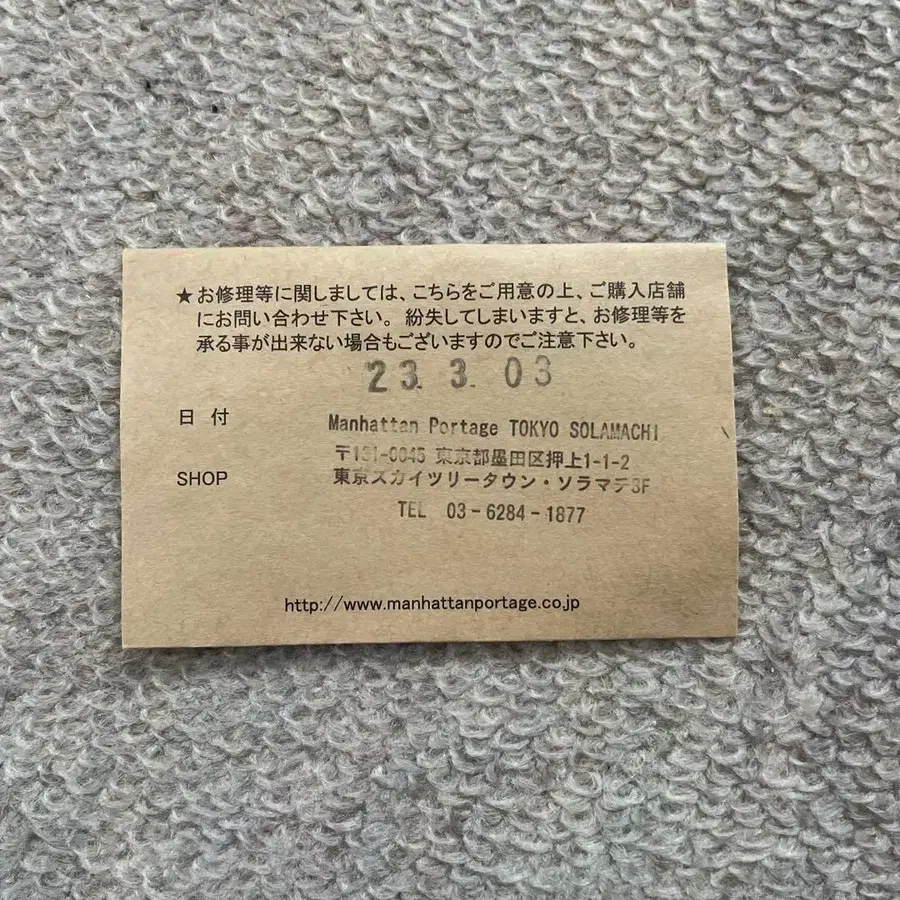 ★お修理等に関しましては、こちらをご用意の上、ご購入店舗
にお問い合わせ下さい。紛失してしまいますと、お修理等を
承る事が出来ない場合もございますのでご注意下さい。
23. 3. 03
日 付
Manhattan Portage TOKYO SOLAMACHI
〒131-0045 東京都墨田区押上1-1-2
SHOP
東京スカイツリータウン・ソラマチ3F
TEL 03-6284-1877
http://www.manhattanportage.co.jp